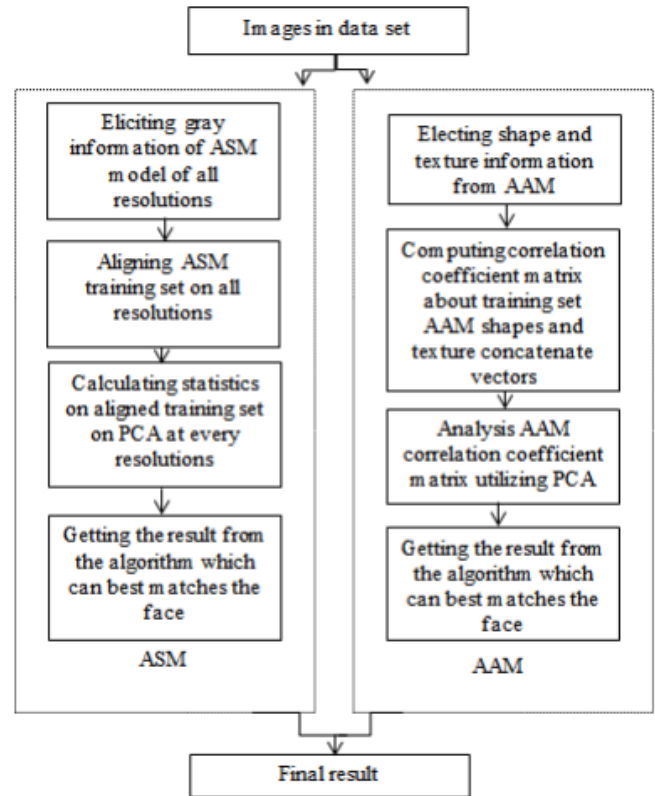 Images in data set
Eliciting gray
information of ASM
model of all
resolutions
Aligning ASM
training set on all
resolutions
Calculating statistics
on aligned training set
on PCA at every
resolutions
Getting the result from
the algorithm which
can best matches the
face
ASM
Electing shape and
texture information
from AAM
Computing correlation
coefficient matrix
about training set
AAM shapes and
texture concatenate
vectors
Analysis AAM
correlation coefficient
matrix utilizing PCA
Getting the result from
the algorithm which
can best matches the
face
AAM
Final result